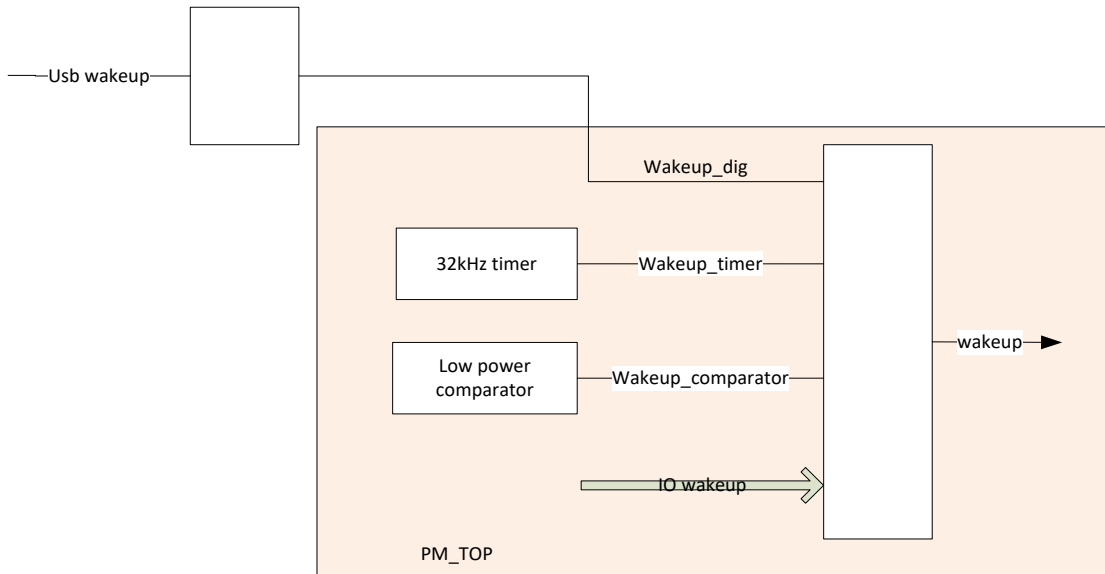 Usb wakeup
Wakeup_dig
32kHz timer
Wakeup_timer
wakeup
Low power
comparator
Wakeup_comparator
IO wakeup
PM_TOP